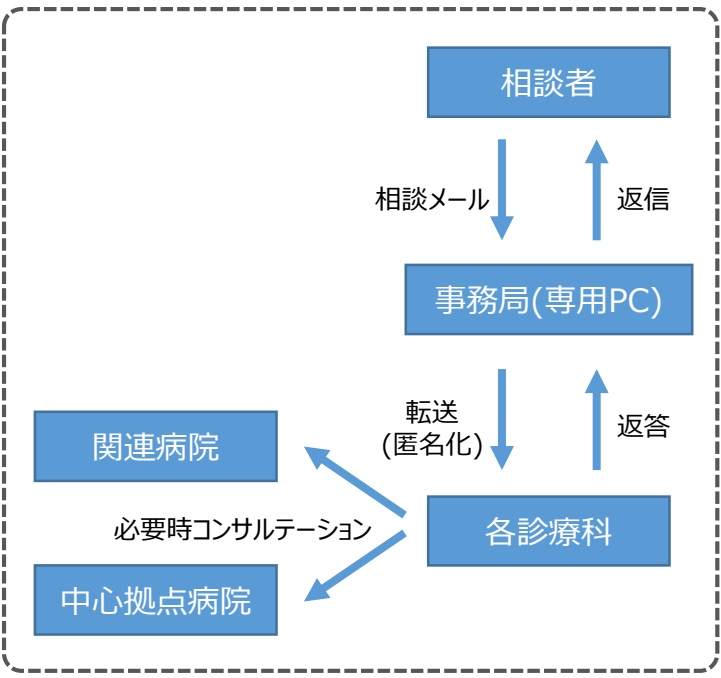 相談者
相談メール
返信
事務局(専用PC)
転送
(匿名化)
返答
関連病院
必要時コンサルテーション
各診療科
中心拠点病院